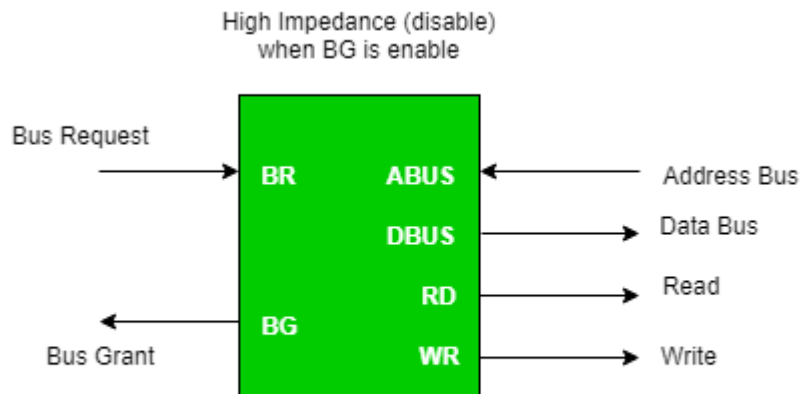 High Impedance (disable)
when BG is enable
Bus Request
BR
ABUS
Address Bus
DBUS
Data Bus
RD
Read
BG
Bus Grant
WR
Write